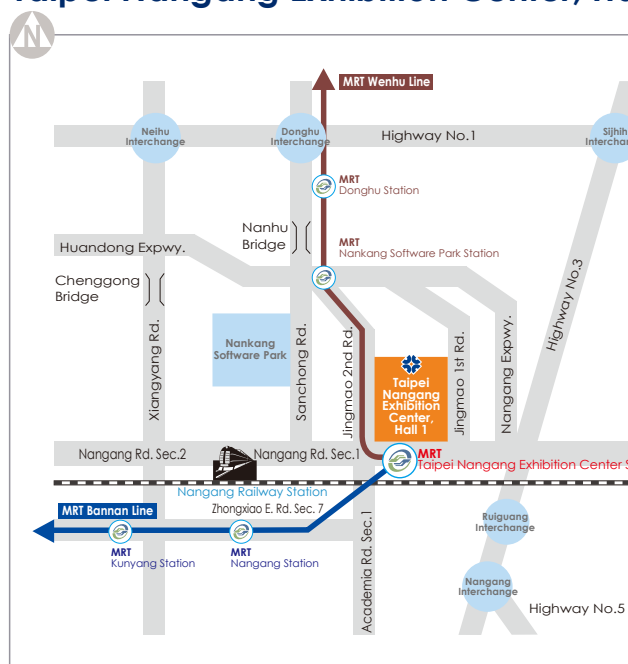 Taipei Nangang Exhibition Center,
N
MRT Wenhu Line
Neihu
Interchange
Donghu
Interchange
Highway No.1
MRT
Donghu Station
Nanhu
Bridge
MRT
Nankang Software Park Station
Huandong Expwy.
Chenggong
Bridge
Highway No.3
Nankang
Software Park
Xiangyang Rd.
Sanchong Rd.
Jingmao 2nd Rd.
Taipei
Nangang
Exhibition
Center,
Hall 1
Jingmao 1st Rd.
Nangang Expwy.
Nangang Rd. Sec.2
Nangang Rd. Sec.1
MRT
Taipei Nangang Exhibition Center S
Nangang Railway Station
MRT Bannan Line
Zhongxiao E. Rd. Sec. 7
Ruiguang
Interchange
MRT
Kunyang Station
MRT
Nangang Station
Academia Rd. Sec.1
Nangang
Interchange
Highway No.5